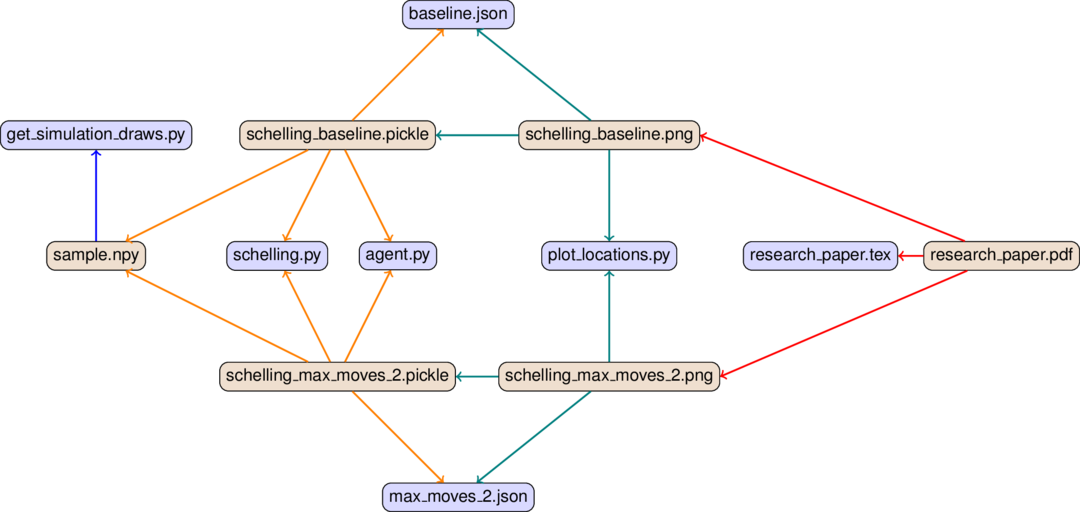 baseline.json
get_simulation_draws.py
schelling_baseline.pickle
schelling_baseline.png
sample.npy
schelling.py
agent.py
plot_locations.py
research_paper.tex
research_paper.pdf
schelling_max_moves_2.pickle
schelling_max_moves_2.png
max_moves_2.json